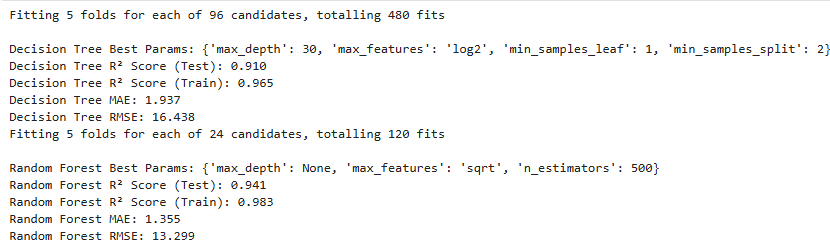 Fitting 5 folds for each of 96 candidates, totalling 480 fits
Decision Tree Best Params: {'max_depth': 30, 'max_features': 'log2', 'min_samples_leaf': 1, 'min_samples_split': 2}
Decision Tree R² Score (Test): 0.910
Decision Tree R² Score (Train): 0.965
Decision Tree MAE: 1.937
Decision Tree RMSE: 16.438
Fitting 5 folds for each of 24 candidates, totalling 120 fits
Random Forest Best Params: {'max_depth': None, 'max_features': 'sqrt', 'n_estimators': 500}
Random Forest R² Score (Test): 0.941
Random Forest R² Score (Train): 0.983
Random Forest MAE: 1.355
Random Forest RMSE: 13.299